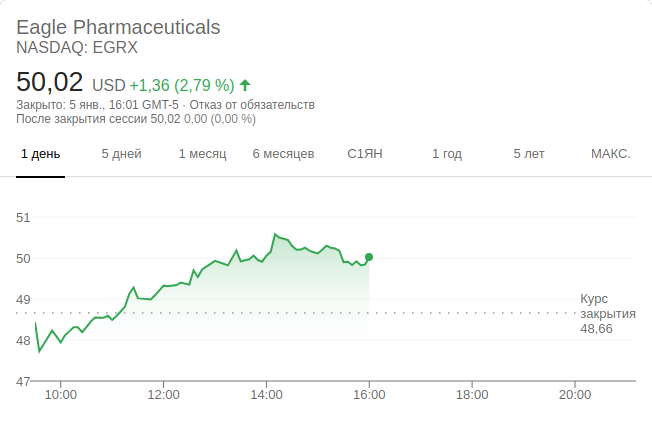 Eagle Pharmaceuticals
NASDAQ: EGRX
50,02 USD +1,36 (2,79 %)
Закрыто: 5 янв., 16:01 GMT-5 · Отказ от обязательств
После закрытия сессии 50,02 0,00 (0,00 %)
1 день 5 дней 1 месяц 6 месяцев С1ЯН 1 год 5 лет МАКС.
51
50
49
48
47
Курс
закрытия
48,66
10:00 12:00 14:00 16:00 18:00 20:00